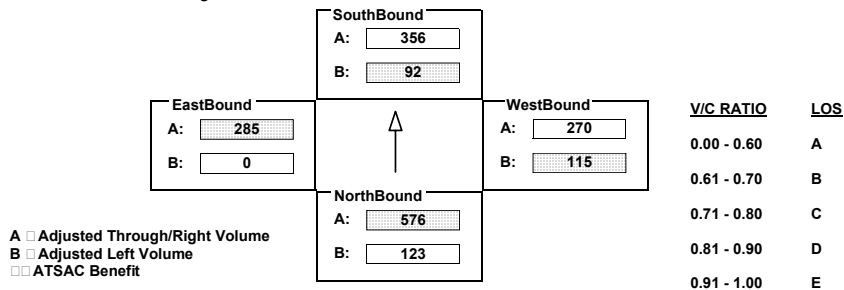 SouthBound
A: 356
B: 92
EastBound
A: 285
B: 0
WestBound
A: 270
B: 115
NorthBound
A: 576
B: 123
A □ Adjusted Through/Right Volume
B □ Adjusted Left Volume
□□ ATSAC Benefit
V/C RATIO LOS
0.00 - 0.60 A
0.61 - 0.70 B
0.71 - 0.80 C
0.81 - 0.90 D
0.91 - 1.00 E